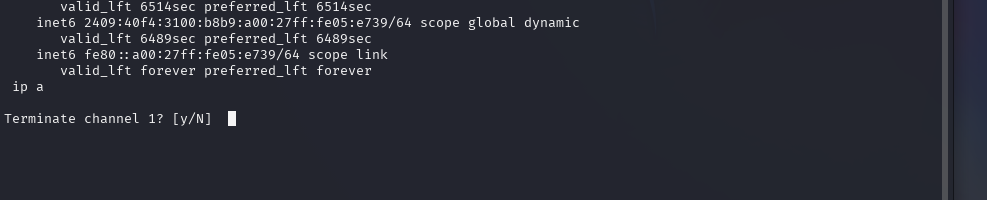 valid_lft 6514sec preferred_lft 6514sec
inet6 2409:40f4:3100:b8b9:a00:27ff:fe05:e739/64 scope global dynamic
valid_lft 6489sec preferred_lft 6489sec
inet6 fe80::a00:27ff:fe05:e739/64 scope link
valid_lft forever preferred_lft forever
ip a
Terminate channel 1? [y/N]